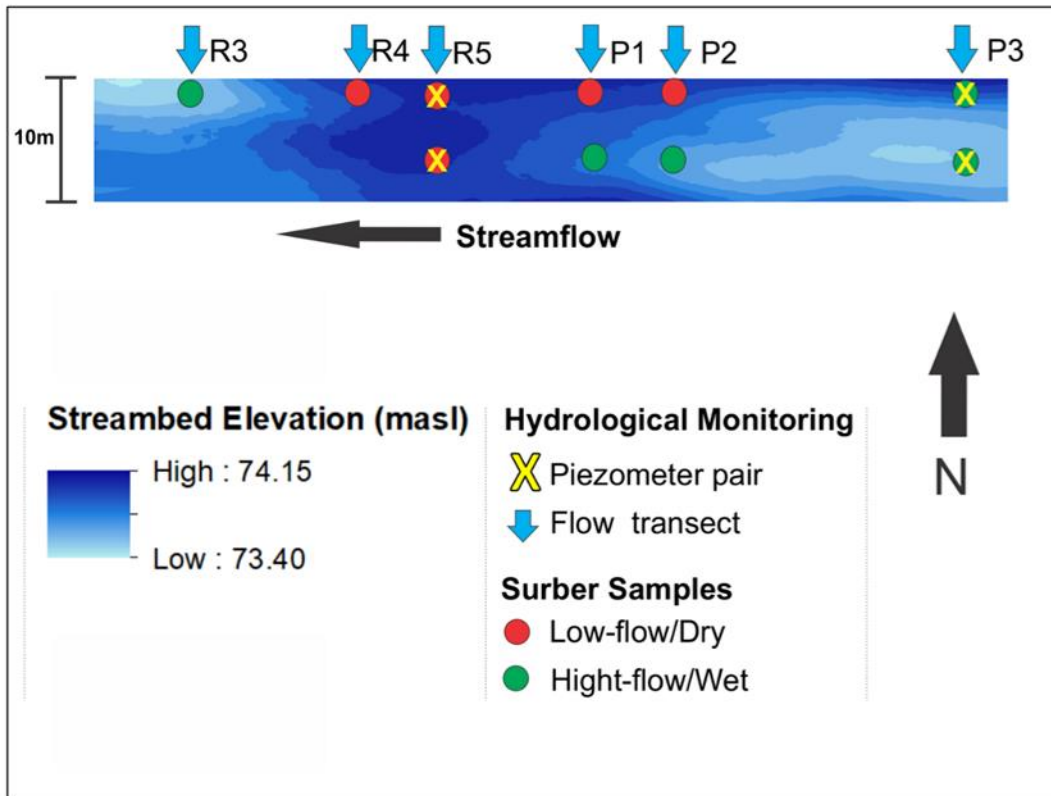 R3 R4 R5 P1 P2 P3
10m
Streamflow
N
Streambed Elevation (masl)
High : 74.15
Low : 73.40
Hydrological Monitoring
Piezometer pair
Flow transect
Surber Samples
Low-flow/Dry
Hight-flow/Wet